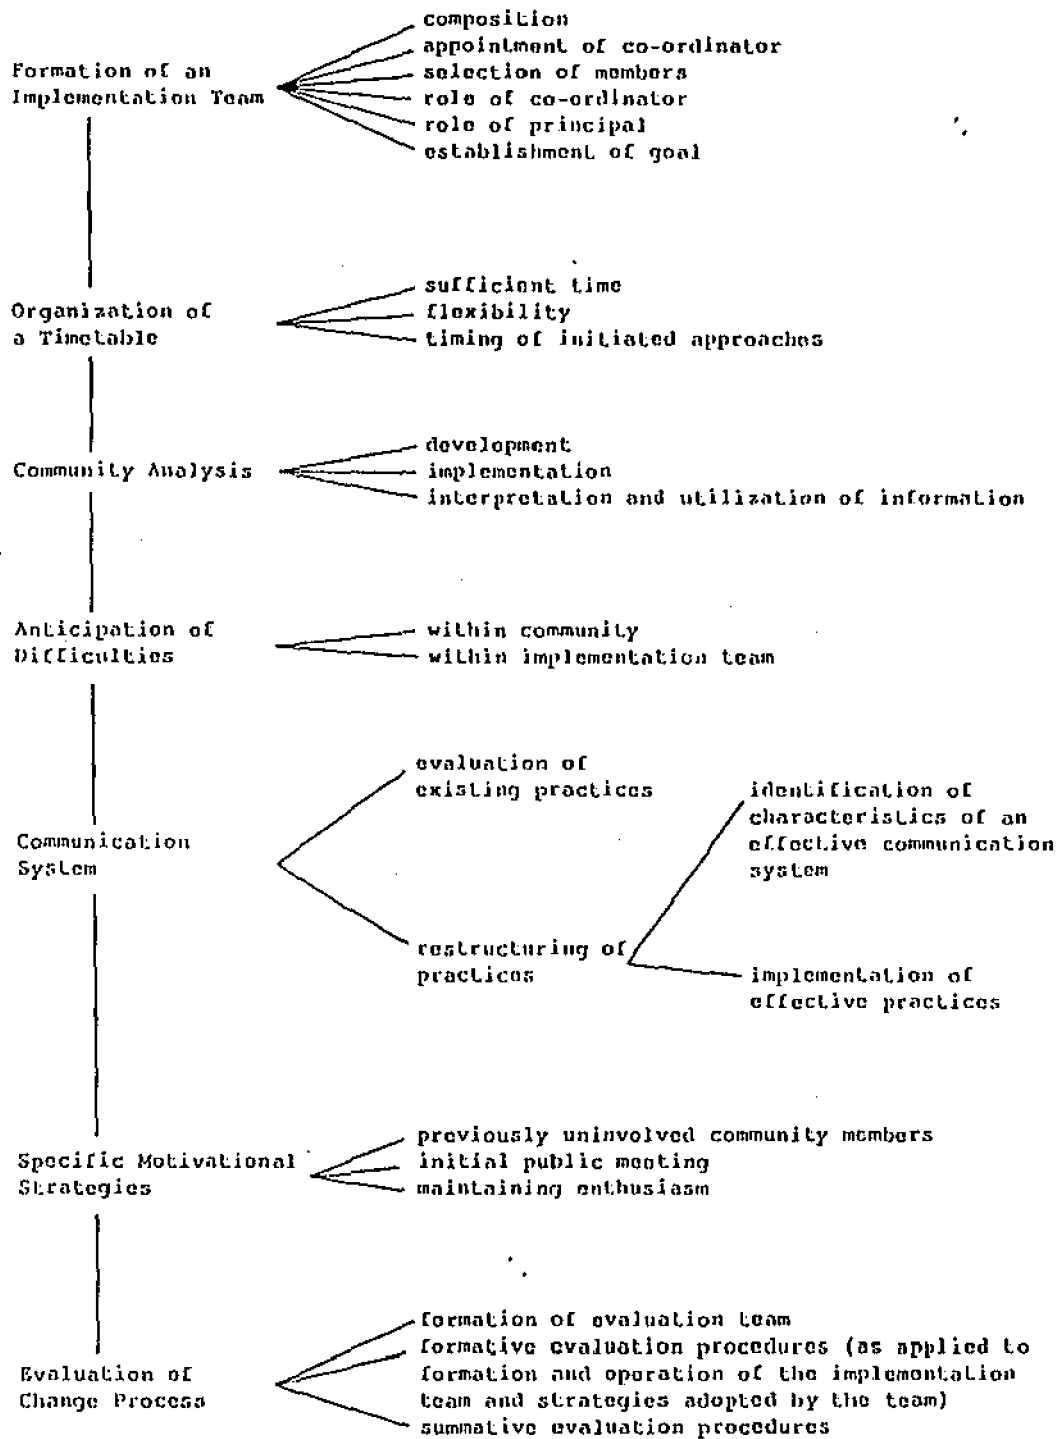 Formation of an
Implementation Team
composition
appointment of co-ordinator
selection of members
role of co-ordinator
role of principal
establishment of goal
Organization of
a Timetable
sufficient time
flexibility
timing of initiated approaches
Community Analysis
development
implementation
interpretation and utilization of information
Anticipation of
Difficulties
within community
within implementation team
Communication
System
evaluation of
existing practices
restructuring of
practices
identification of
characteristics of an
effective communication
system
implementation of
effective practices
Specific Motivational
Strategies
previously uninvolved community members
initial public meeting
maintaining enthusiasm
Evaluation of
Change Process
formation of evaluation team
formative evaluation procedures (as applied to
formation and operation of the implementation
team and strategies adopted by the team)
summative evaluation procedures